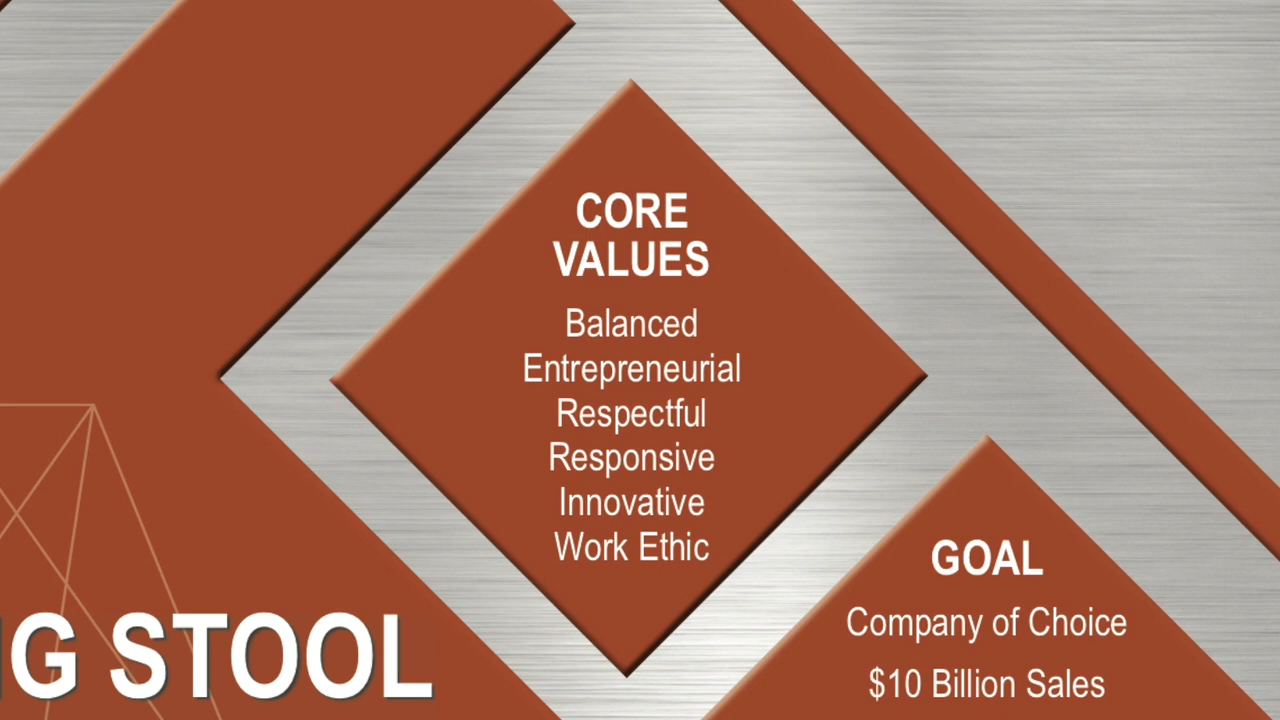 CORE
VALUES
Balanced
Entrepreneurial
Respectful
Responsive
Innovative
Work Ethic
GOAL
Company of Choice
$10 Billion Sales
G STOOL